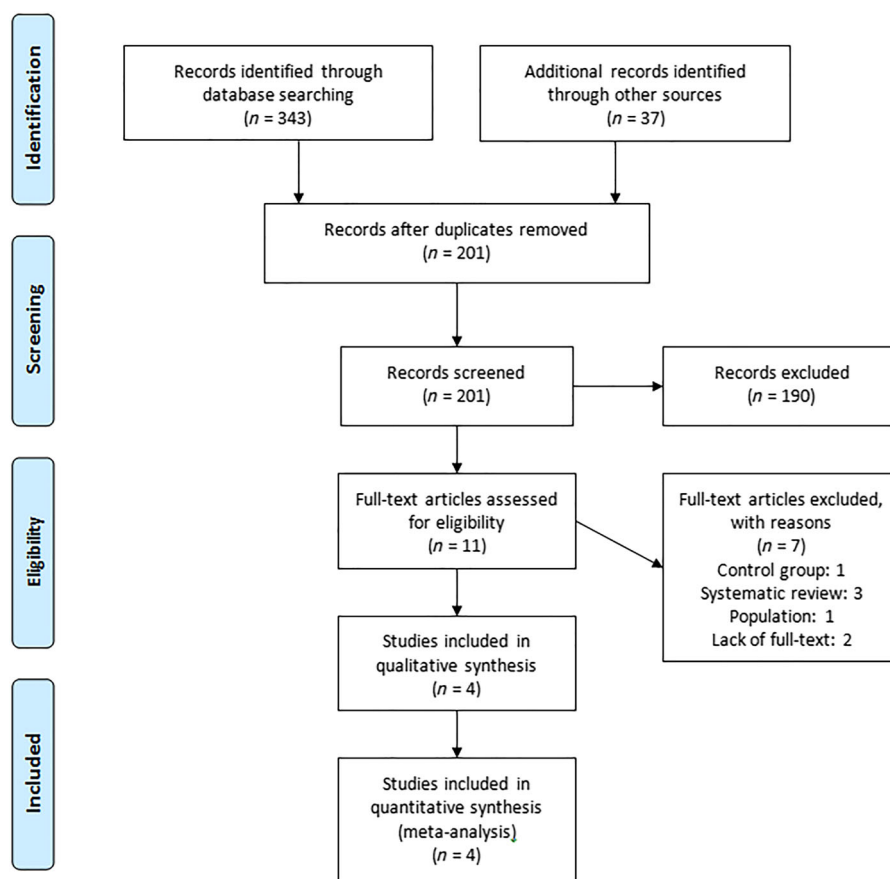 Identification
Records identified through
database searching
(n = 343)
Additional records identified
through other sources
(n = 37)
Records after duplicates removed
(n = 201)
Screening
Records screened
(n = 201)
Records excluded
(n = 190)
Eligibility
Full-text articles assessed
for eligibility
(n = 11)
Full-text articles excluded,
with reasons
(n = 7)
Control group: 1
Systematic review: 3
Population: 1
Lack of full-text: 2
Studies included in
qualitative synthesis
(n = 4)
Included
Studies included in
quantitative synthesis
(meta-analysis)
(n = 4)